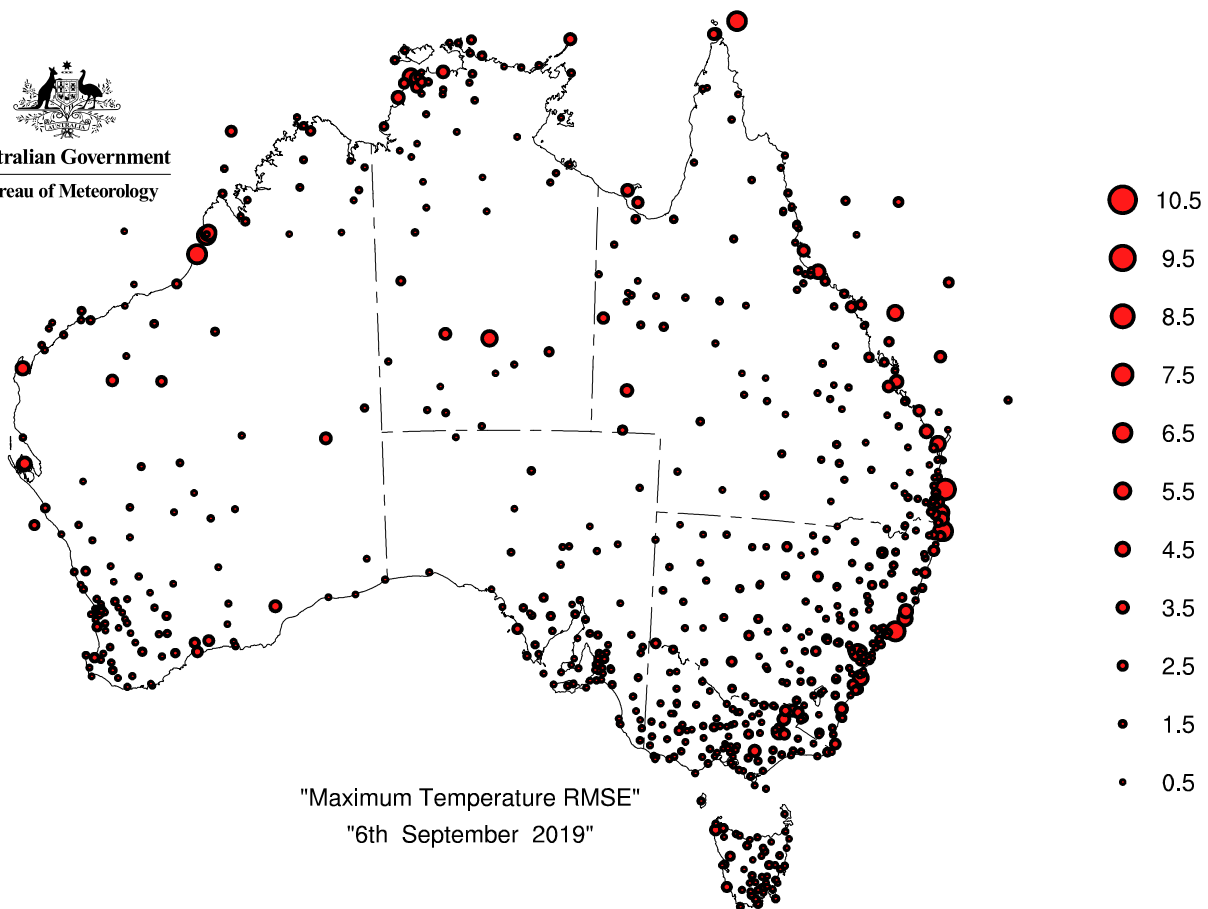 AUSTRALIA
tralian Government
reau of Meteorology
10.5
9.5
8.5
7.5
6.5
5.5
4.5
3.5
2.5
1.5
0.5
"Maximum Temperature RMSE"
"6th September 2019"